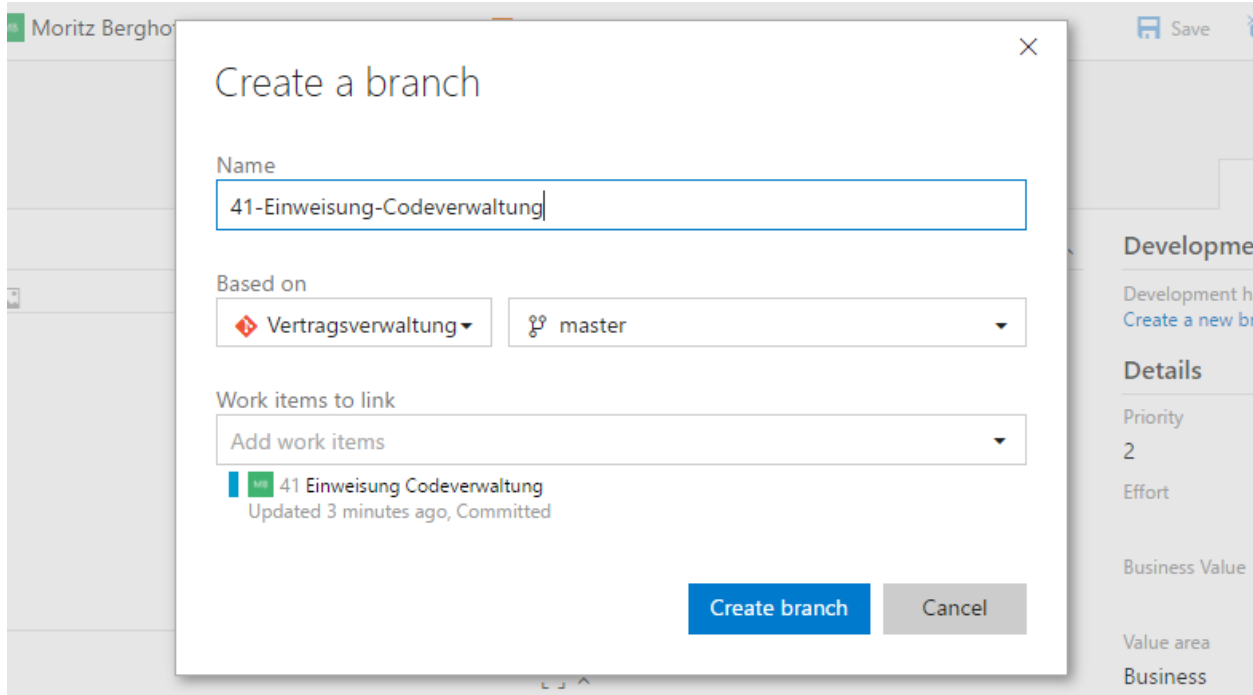 Moritz Bergho
Save
Create a branch
Name
41-Einweisung-Codeverwaltung
Based on
Vertragsverwaltung
master
Work items to link
Add work items
MB 41 Einweisung Codeverwaltung
Updated 3 minutes ago, Committed
Create branch
Cancel
Developme
Development h
Create a new br
Details
Priority
2
Effort
Business Value
Value area
Business